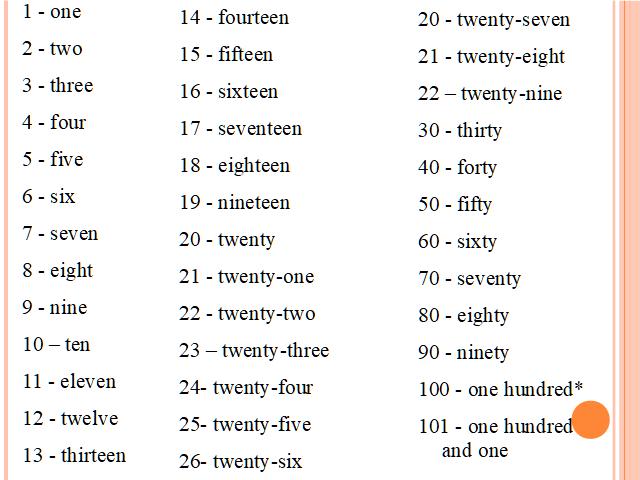 1 - one
2 - two
3 - three
4 - four
5 - five
6 - six
7 - seven
8 - eight
9 - nine
10 – ten
11 - eleven
12 - twelve
13 - thirteen
14 - fourteen
15 - fifteen
16 - sixteen
17 - seventeen
18 - eighteen
19 - nineteen
20 - twenty
21 - twenty-one
22 - twenty-two
23 – twenty-three
24- twenty-four
25- twenty-five
26- twenty-six
20 - twenty-seven
21 - twenty-eight
22 – twenty-nine
30 - thirty
40 - forty
50 - fifty
60 - sixty
70 - seventy
80 - eighty
90 - ninety
100 - one hundred*
101 - one hundred
and one